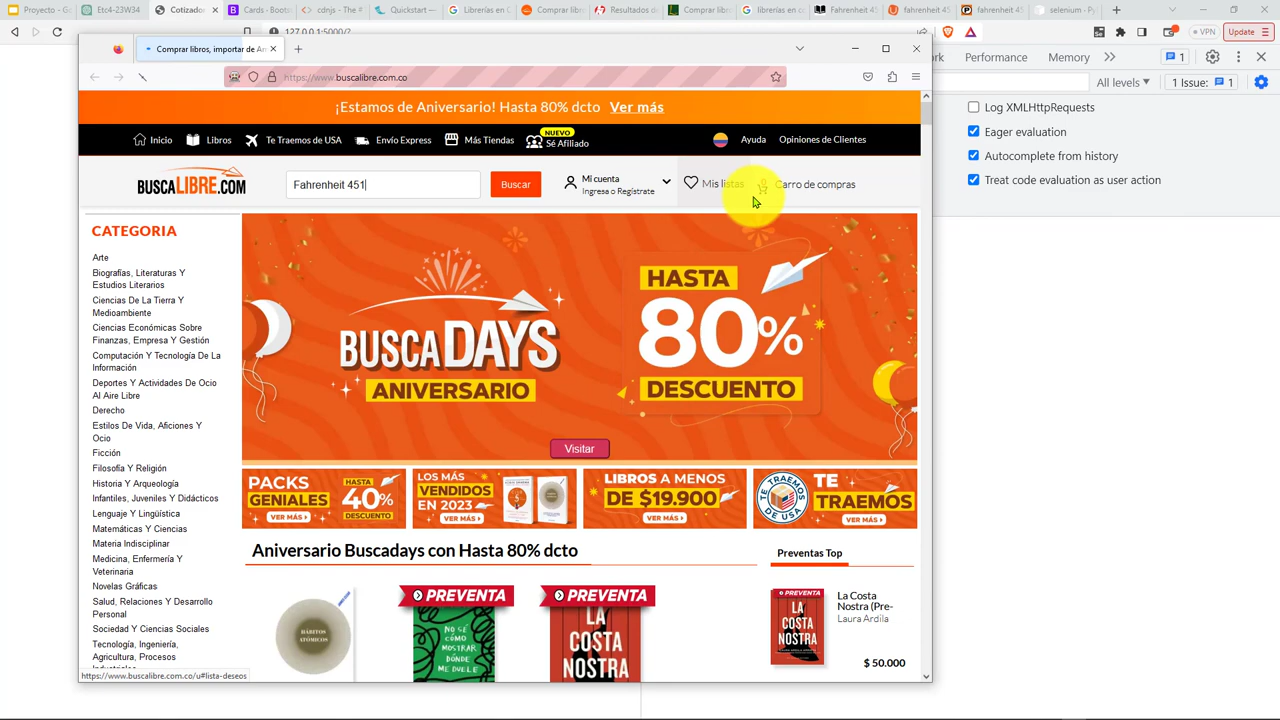 Proyecto - G
Etc4-23W34
Cotizado
Cards - Boots
cdnjs - The #
Quickstart —
Librerías en C
Comprar libro
Resultados de
Comprar libro
librerías en co
Fahrenheit 45
fahrenheit 45
fahrenheit 45
selenium - Py
127.0.0.1:5000/?
VPN
Update
Comprar libros, importar de Am
https://www.buscalibre.com.co
rk
Performance
Memory
1
All levels
1 Issue:
1
Log XMLHttpRequests
Eager evaluation
Autocomplete from history
Treat code evaluation as user action
¡Estamos de Aniversario! Hasta 80% dcto Ver más
Inicio
Libros
Te Traemos de USA
Envío Express
Más Tiendas
NUEVO
Sé Afiliado
Ayuda
Opiniones de Clientes
BUSCALIBRE.COM
Fahrenheit 451
Buscar
Mi cuenta
Ingresa o Regístrate
Mis listas
Carro de compras
CATEGORIA
Arte
Biografías, Literaturas Y
Estudios Literarios
Ciencias De La Tierra Y
Medioambiente
Ciencias Económicas Sobre
Finanzas, Empresa Y Gestión
Computación Y Tecnología De La
Información
Deportes Y Actividades De Ocio
Al Aire Libre
Derecho
Estilos De Vida, Aficiones Y
Ocio
Ficción
Filosofía Y Religión
Historia Y Arqueología
Infantiles, Juveniles Y Didácticos
Lenguaje Y Lingüística
Matemáticas Y Ciencias
Materia Indisciplinar
Medicina, Enfermería Y
Veterinaria
Novelas Gráficas
Salud, Relaciones Y Desarrollo
Personal
Sociedad Y Ciencias Sociales
Tecnología, Ingeniería,
Agricultura, Procesos
BUSCADAYS
ANIVERSARIO
HASTA
80%
DESCUENTO
Visitar
PACKS
GENIALES
HASTA
40%
DESCUENTO
VER MÁS
LOS MÁS
VENDIDOS
EN 2023
VER MÁS
LIBROS A MENOS
DE $19.900
VER MÁS
TE TRAEMOS
DE USA
TE
TRAEMOS
VER MÁS
Aniversario Buscadays con Hasta 80% dcto
Preventas Top
HÁBITOS
ATÓMICOS
PREVENTA
NO SÉ
CÓMO
MOSTRAR
DÓNDE
ME DUELE
PREVENTA
LA
COSTA
NOSTRA
PREVENTA
LA
COSTA
NOSTRA
La Costa
Nostra (Pre-
Laura Ardila
$ 50.000
https://www.buscalibre.com.co/u#lista-deseos